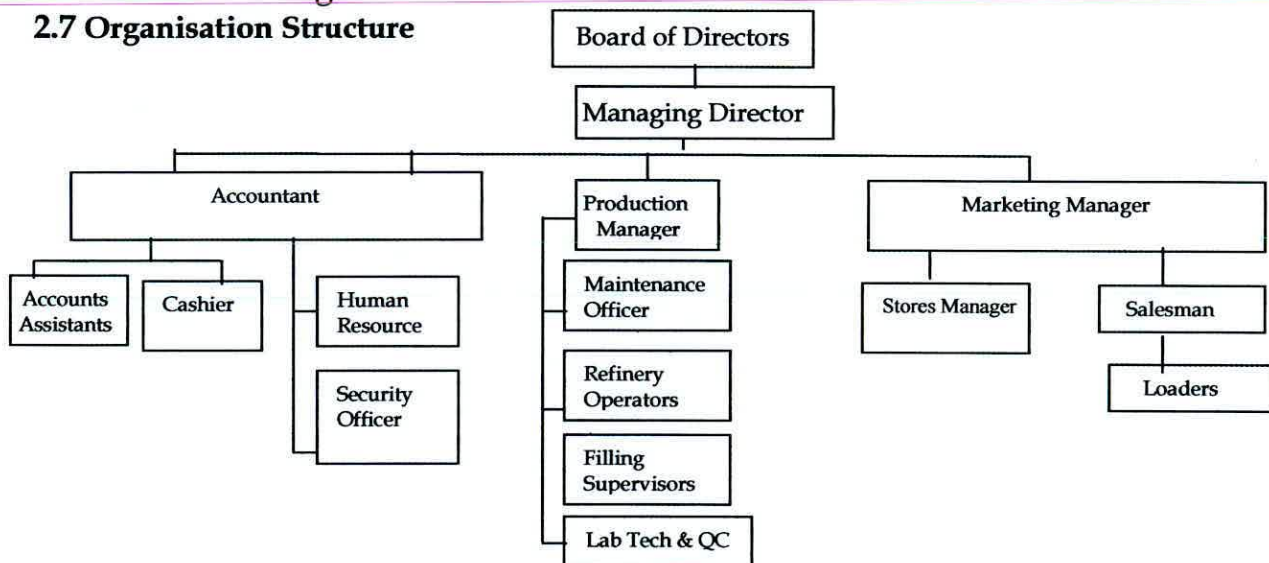 2.7 Organisation Structure
Board of Directors
Managing Director
Accountant
Production
Manager
Marketing Manager
Accounts
Assistants
Cashier
Human
Resource
Maintenance
Officer
Stores Manager
Salesman
Security
Officer
Refinery
Operators
Loaders
Filling
Supervisors
Lab Tech & QC